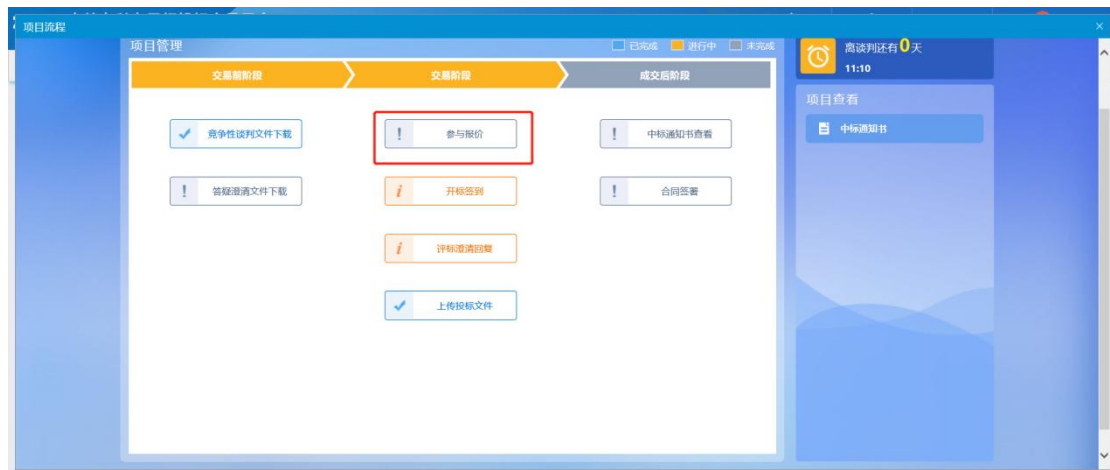 项目流程
项目管理
已完成 进行中 未完成
交易前阶段 交易阶段 成交后阶段
竞争性谈判文件下载 参与报价 中标通知书查看
答疑澄清文件下载 开标签到 合同签署
评标澄清回复
上传投标文件
离谈判还有0天
11:10
项目查看
中标通知书